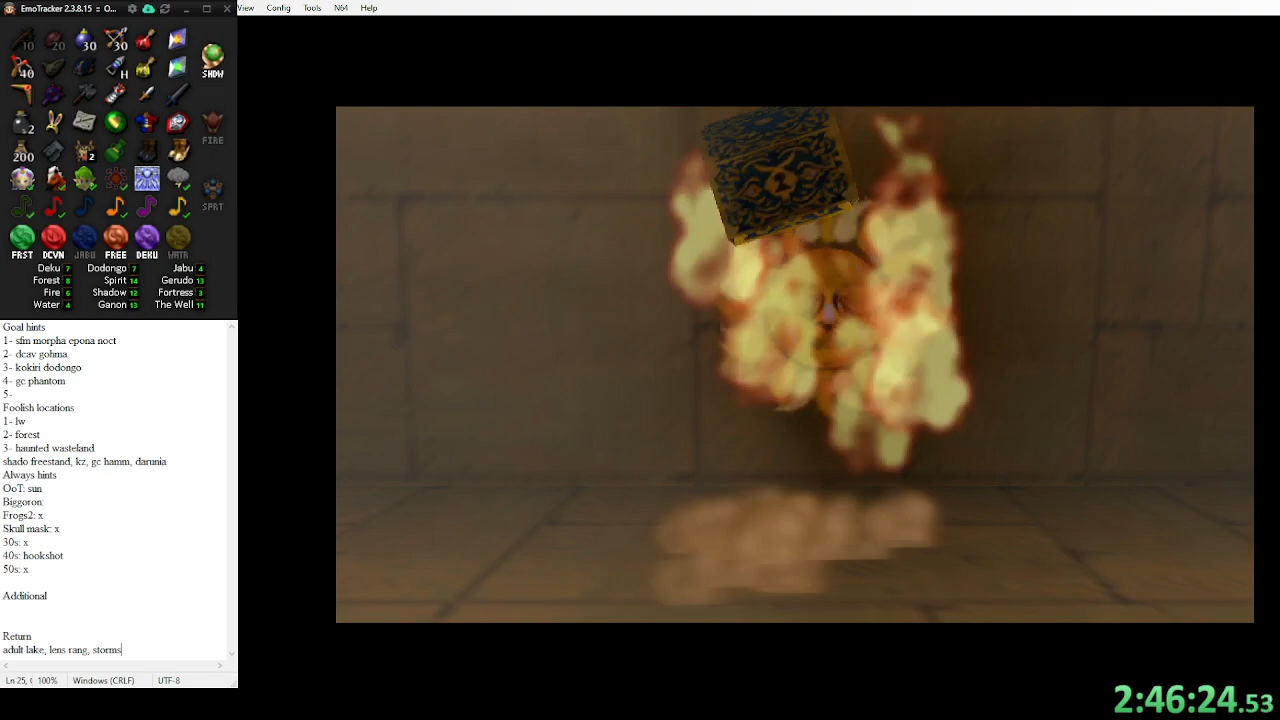 EmoTracker 2.3.8.15 :: O...
View Config Tools N64 Help
10 20 30 30
40 H SHDW
2
200 2 FIRE
SPRT
FRST DCVN JABU FREE DEKU WATR
Deku 7 Dodongo 7 Jabu 4
Forest 8 Spirit 14 Gerudo 13
Fire 6 Shadow 12 Fortress 3
Water 4 Ganon 13 The Well 11
Goal hints
1- sfm morpha epona noct
2- dcav gohma
3- kokiri dodongo
4- gc phantom
5-
Foolish locations
1- lw
2- forest
3- haunted wasteland
shado freestand, kz, gc hamm, darunia
Always hints
OoT: sun
Biggoron:
Frogs2: x
Skull mask: x
30s: x
40s: hookshot
50s: x
Additional
Return
adult lake, lens rang, storms
Ln 25, 100% Windows (CRLF) UTF-8
2:46:24.53